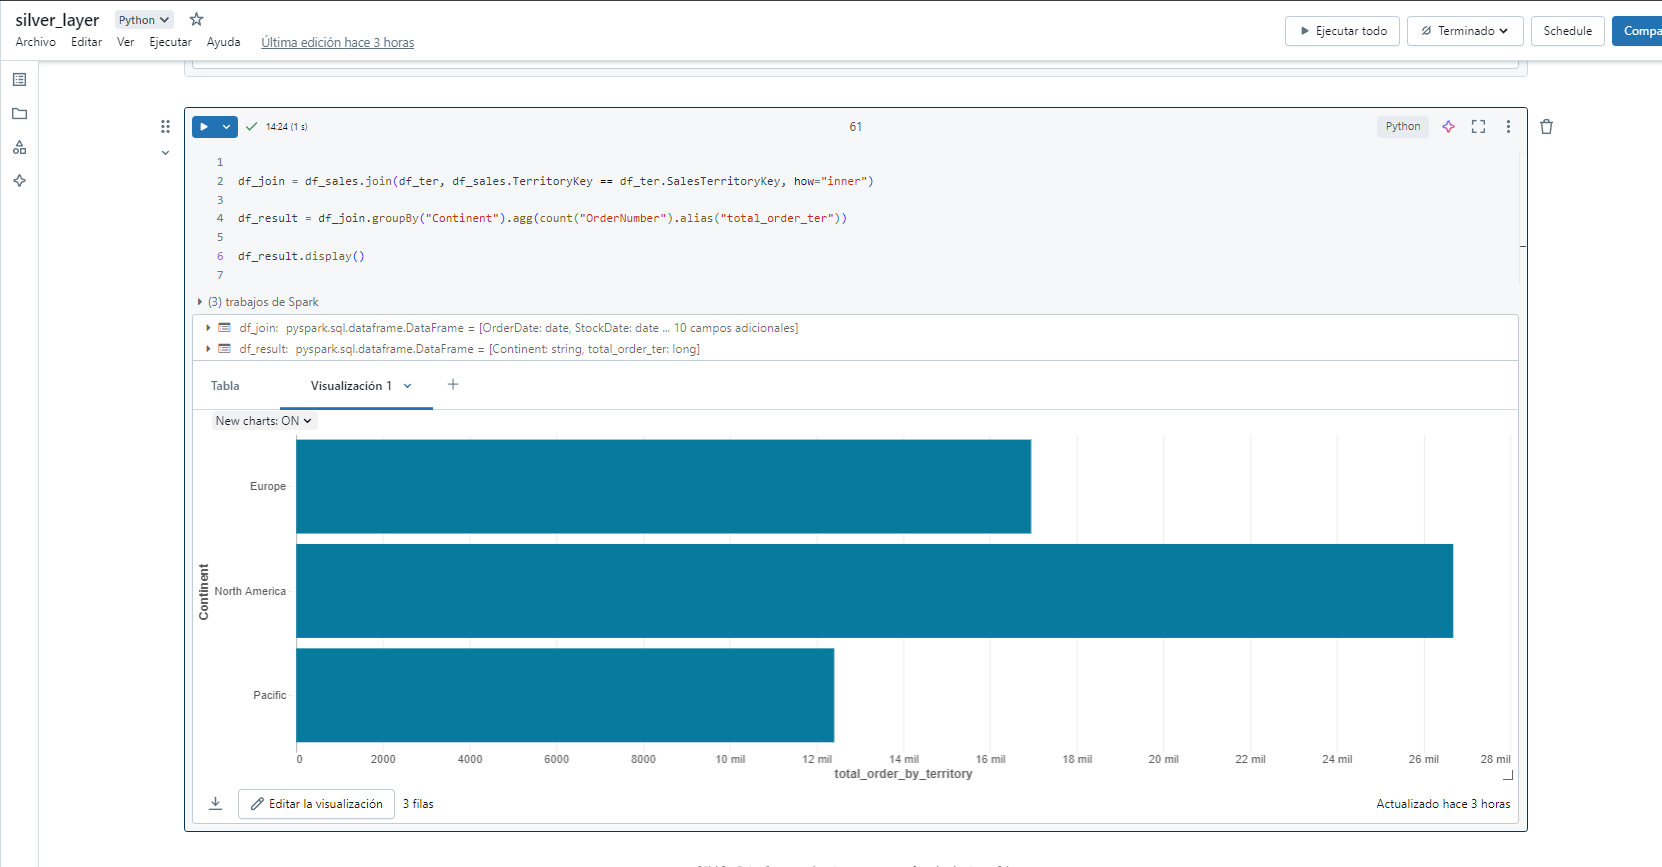 silver_layer Python
Archivo Editar Ver Ejecutar Ayuda Última edición hace 3 horas
Ejecutar todo Terminado Schedule Compa
14:24 (1 s) 61 Python
1
2 df_join = df_sales.join(df_ter, df_sales.TerritoryKey == df_ter.SalesTerritoryKey, how="inner")
3
4 df_result = df_join.groupBy("Continent").agg(count("OrderNumber").alias("total_order_ter"))
5
6 df_result.display()
7
(3) trabajos de Spark
df_join: pyspark.sql.dataframe.DataFrame = [OrderDate: date, StockDate: date ... 10 campos adicionales]
df_result: pyspark.sql.dataframe.DataFrame = [Continent: string, total_order_ter: long]
Tabla Visualización 1 +
New charts: ON
Continent
Europe
North America
Pacific
0 2000 4000 6000 8000 10 mil 12 mil 14 mil 16 mil 18 mil 20 mil 22 mil 24 mil 26 mil 28 mil
total_order_by_territory
Editar la visualización 3 filas Actualizado hace 3 horas